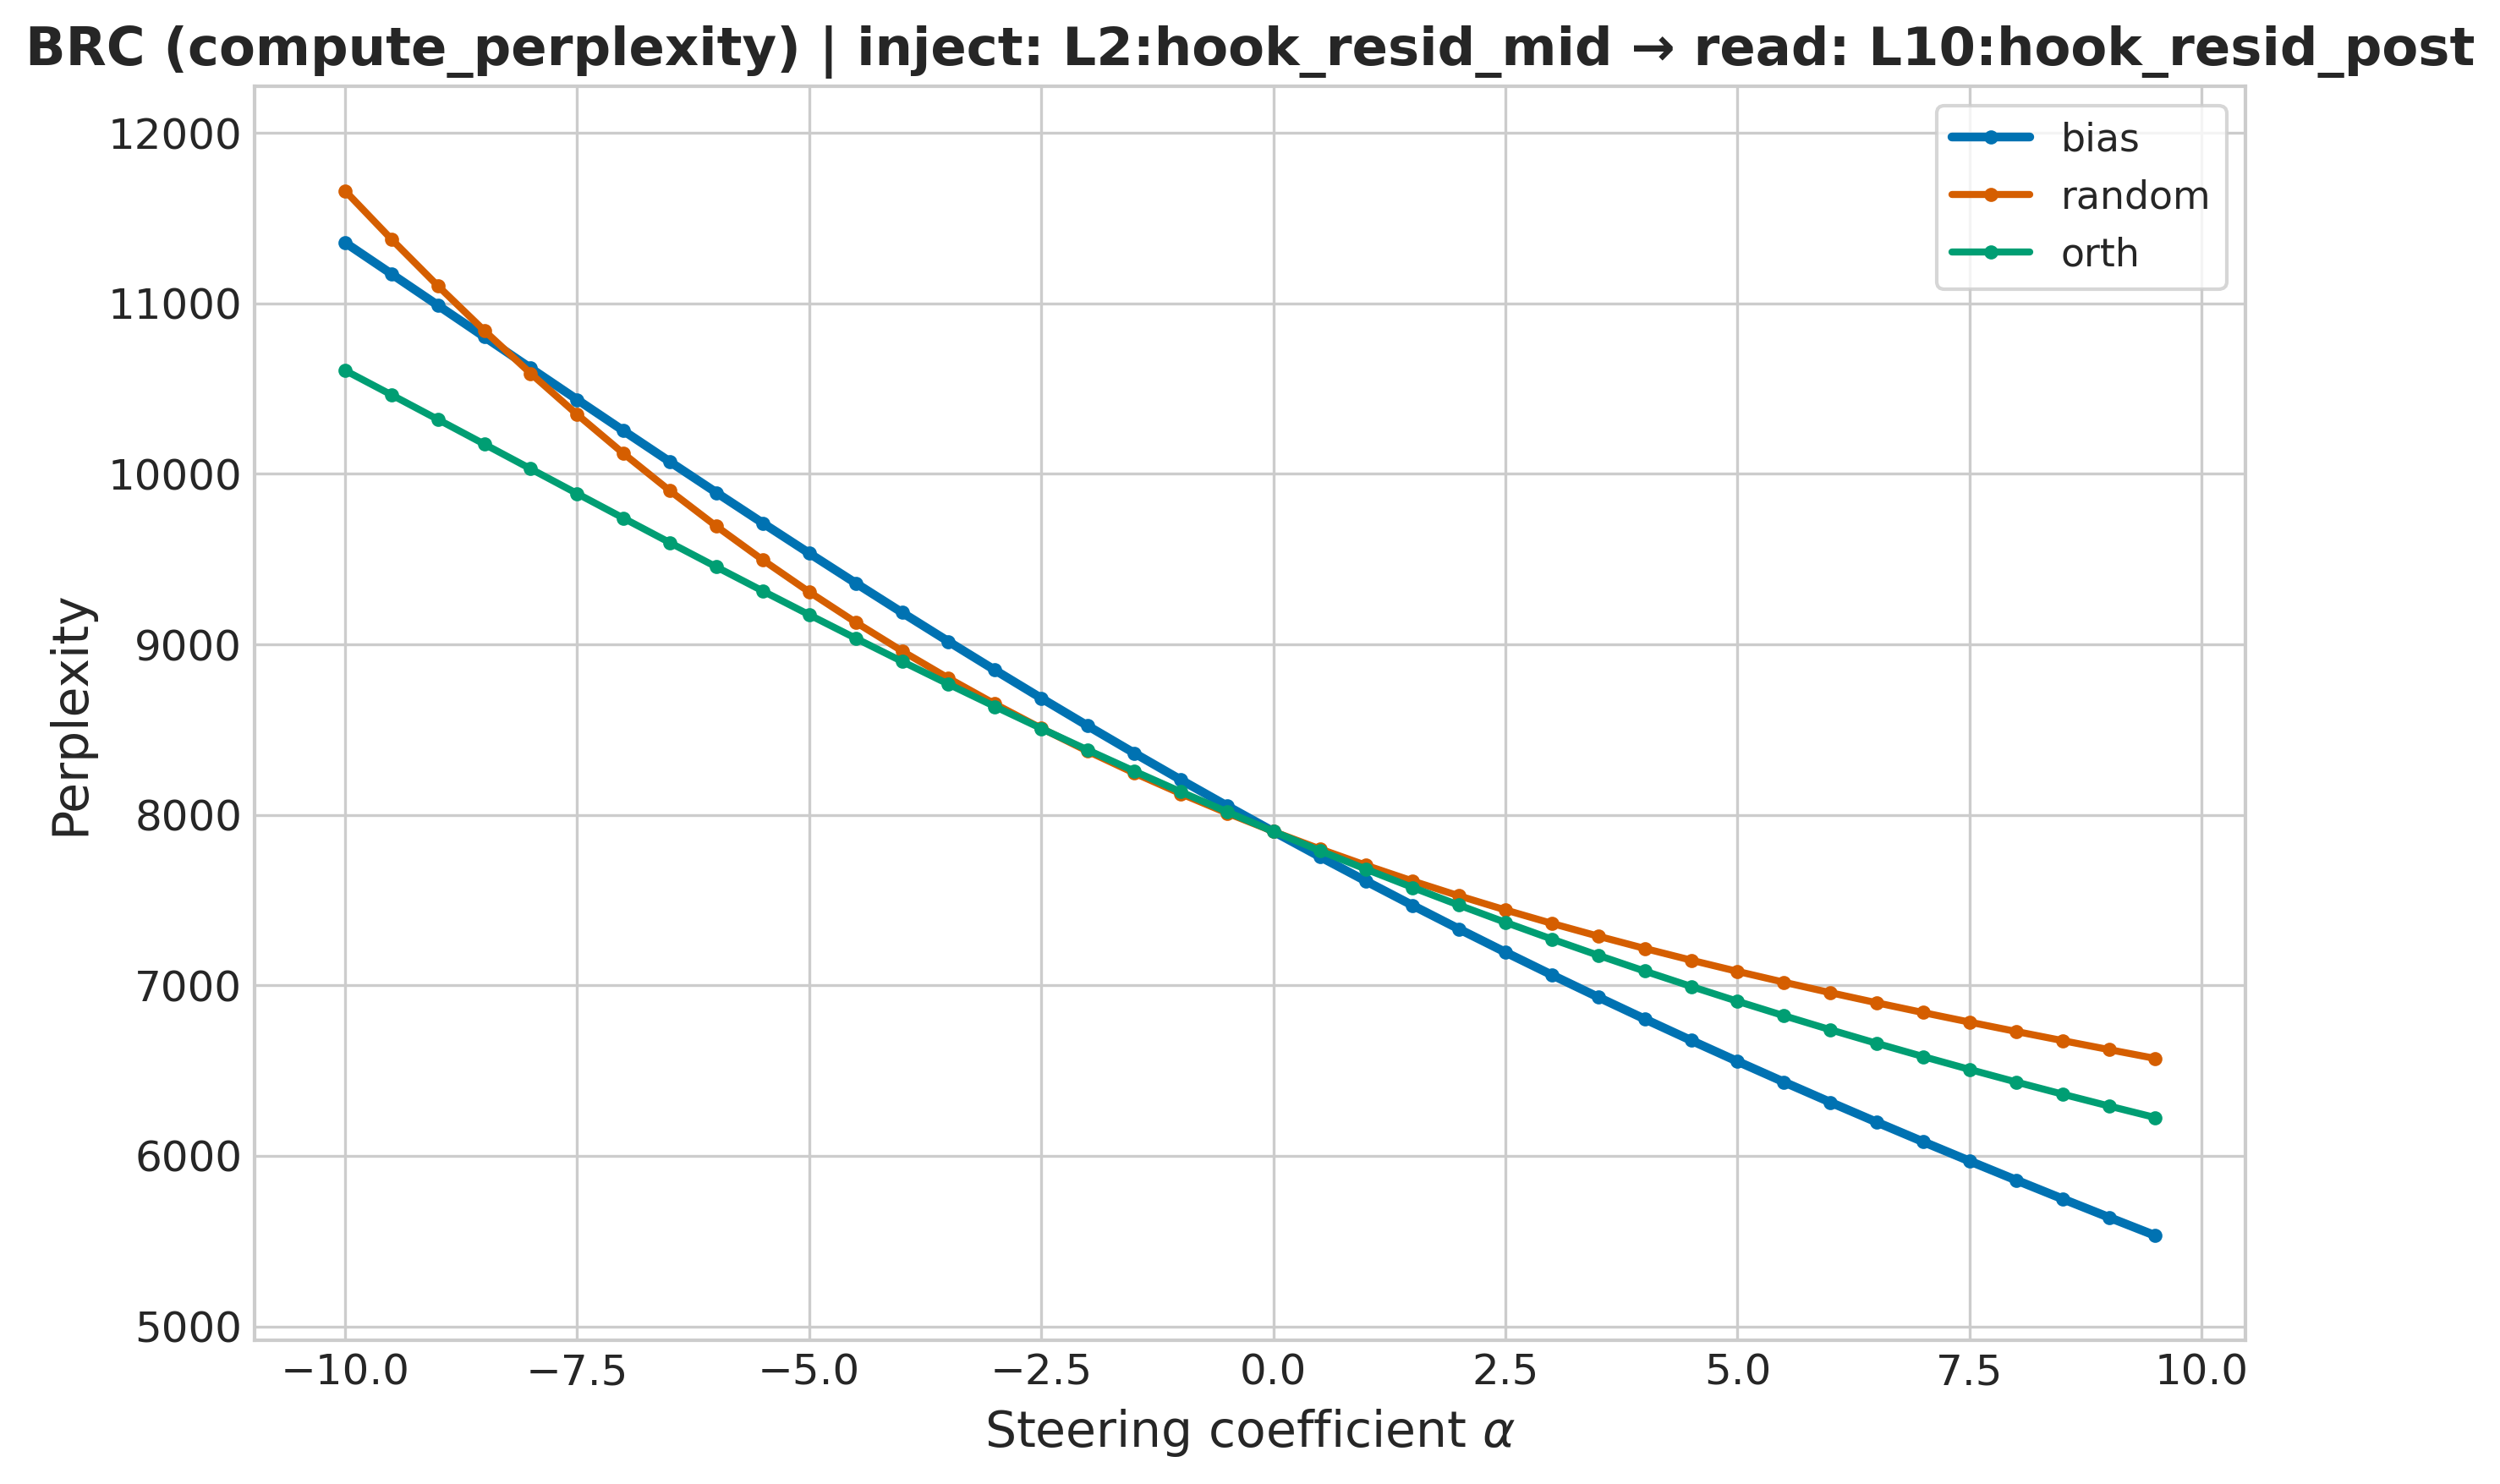 BRC (compute_perplexity) | inject: L2:hook_resid_mid → read: L10:hook_resid_post
bias
random
orth
12000
11000
10000
9000
8000
7000
6000
5000
Perplexity
−10.0
−7.5
−5.0
−2.5
0.0
2.5
5.0
7.5
10.0
Steering coefficient α